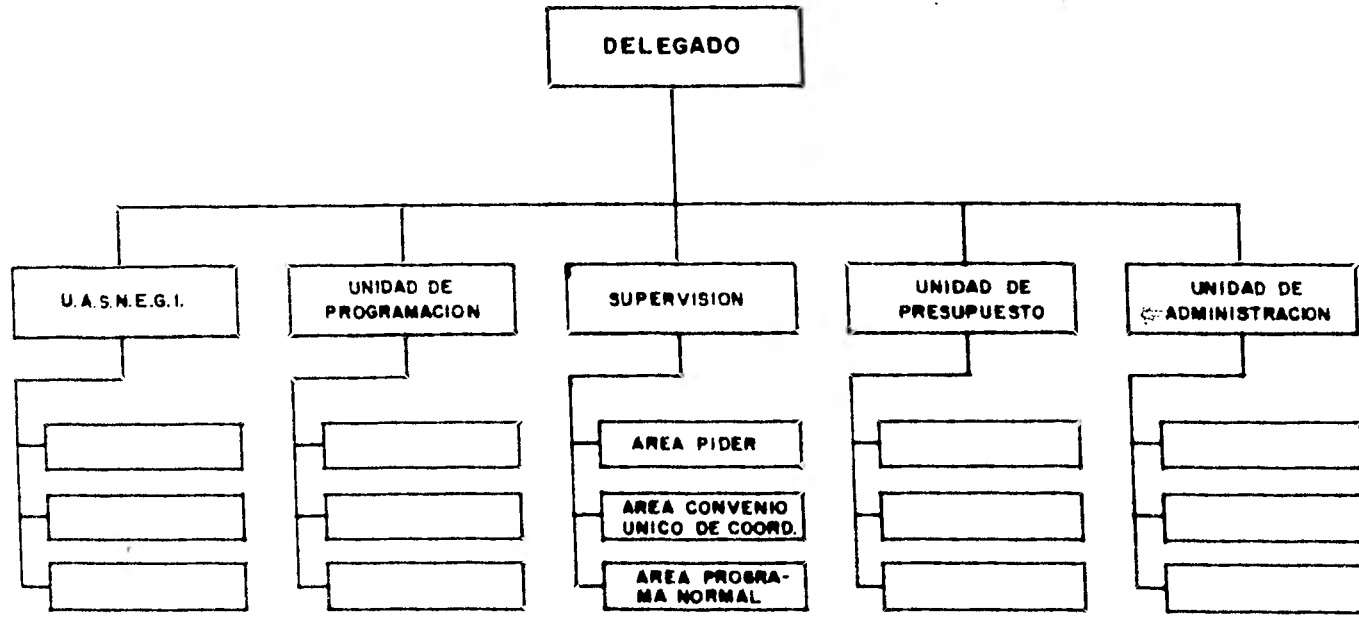 DELEGADO
U.A.S.N.E.G.I.
UNIDAD DE
PROGRAMACION
SUPERVISION
UNIDAD DE
PRESUPUESTO
UNIDAD DE
ADMINISTRACION
AREA PIDER
AREA CONVENIO
UNICO DE COORD.
AREA PROGRA-
MA NORMAL